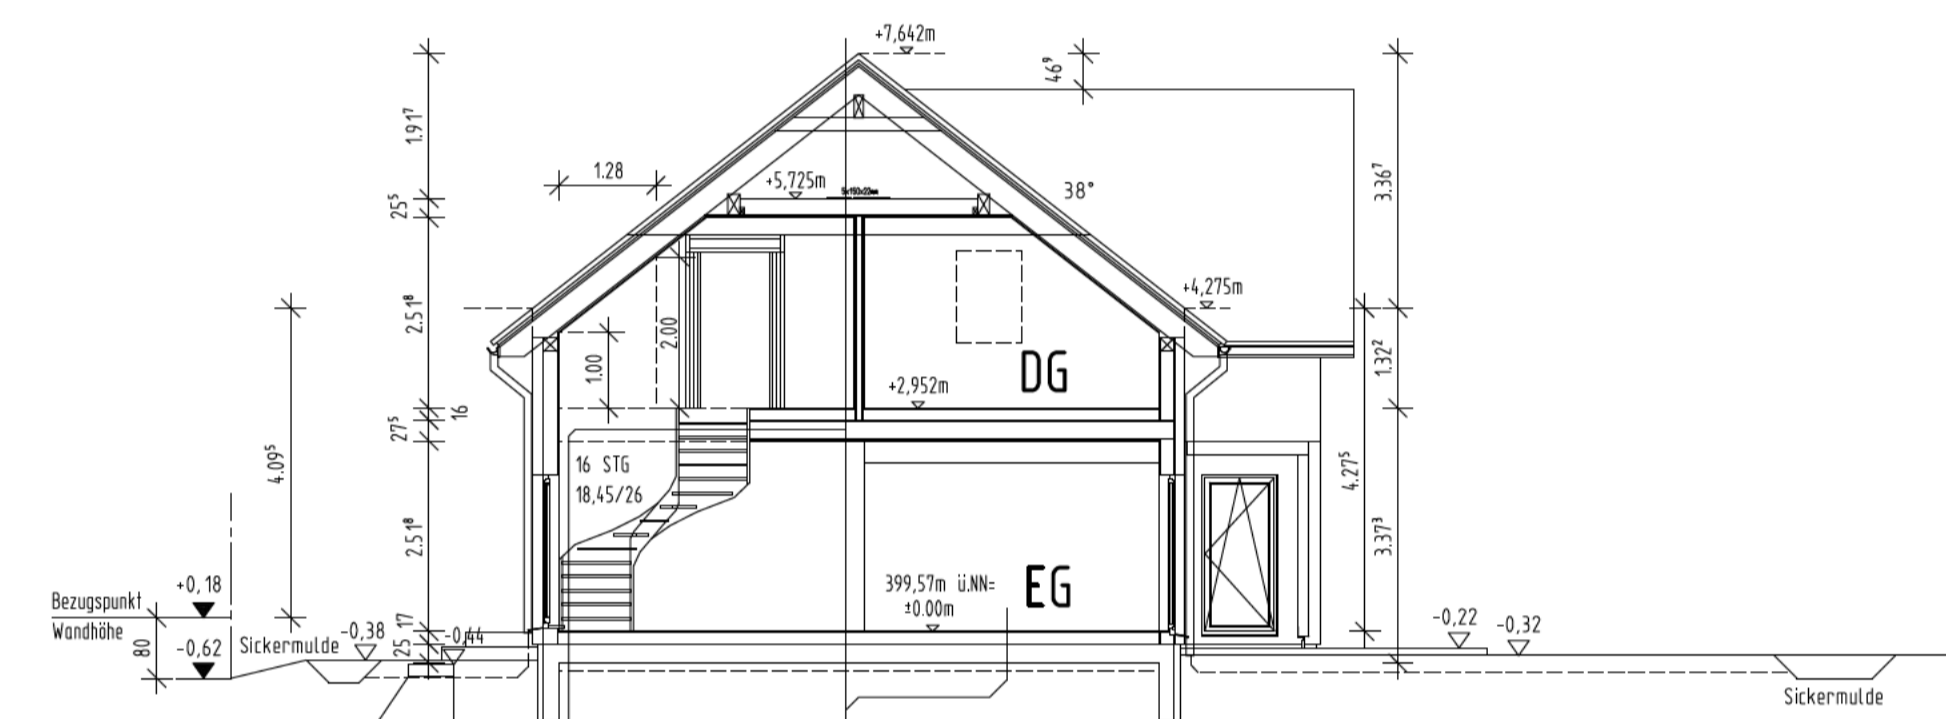 +7,642m
46⁹
1.91⁷
1.28
+5,725m
5x150x22mm
38°
3.36⁷
25⁵
+4,275m
2.51⁸
2.00
1.00
DG
1.32²
+2,952m
16
27⁵
4.09⁵
16 STG
18,45/26
4.27⁵
2.51⁸
3.37³
399,57m ü.NN=
±0.00m
EG
+0,18
Bezugspunkt
Wandhöhe
80
-0,62
Sickermulde
-0,38
17
25
-0,44
-0,22
-0,32
Sickermulde